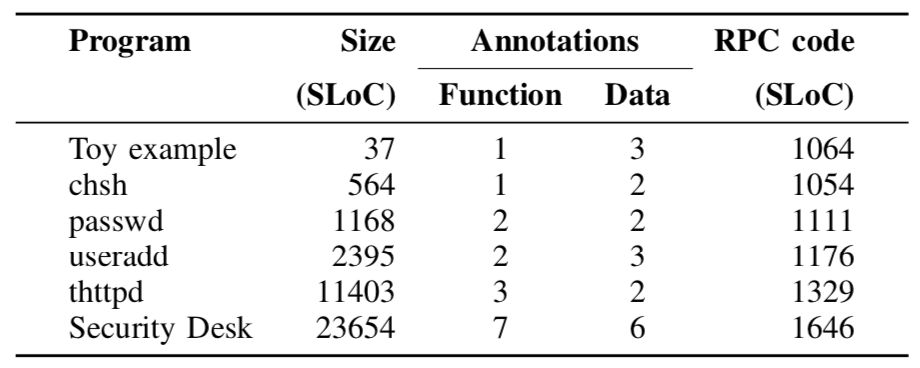 Program Size Annotations RPC code
(SLoC) Function Data (SLoC)
Toy example 37 1 3 1064
chsh 564 1 2 1054
passwd 1168 2 2 1111
useradd 2395 2 3 1176
thttpd 11403 3 2 1329
Security Desk 23654 7 6 1646